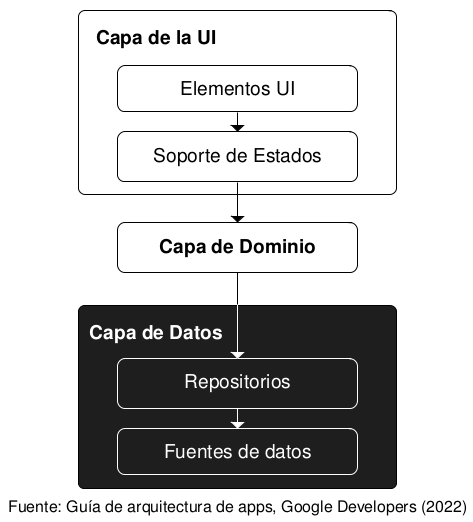 Capa de la UI
Elementos UI
Soporte de Estados
Capa de Dominio
Capa de Datos
Repositorios
Fuentes de datos
Fuente: Guía de arquitectura de apps, Google Developers (2022)